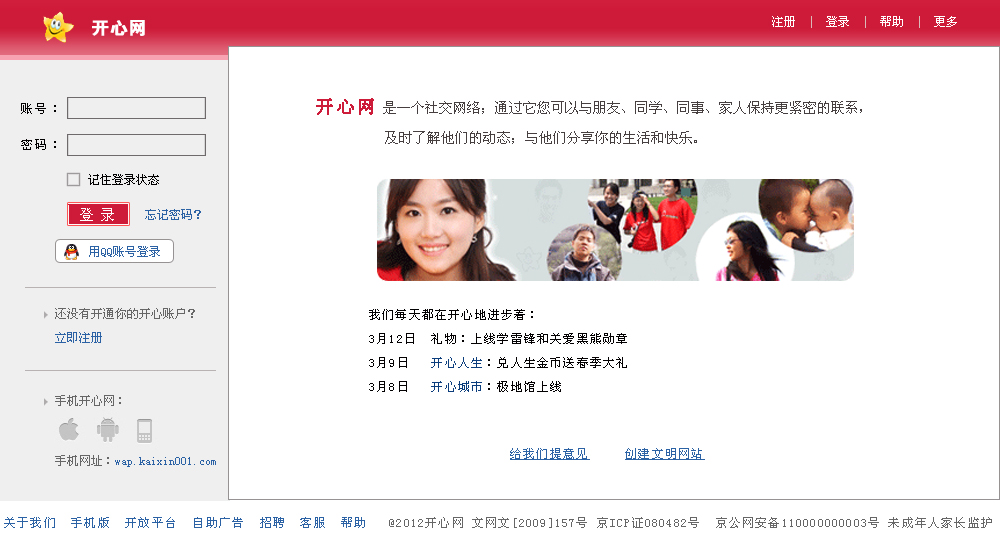 开心网
注册 | 登录 | 帮助 | 更多
账号：
密码：
记住登录状态
登录 忘记密码?
用QQ账号登录
还没有开通你的开心账户?
立即注册
手机开心网：
手机网址：wap.kaixin001.com
开心网 是一个社交网络；通过它您可以与朋友、同学、同事、家人保持更紧密的联系，
及时了解他们的动态；与他们分享你的生活和快乐。
我们每天都在开心地进步着：
3月12日 礼物：上线学雷锋和关爱黑熊勋章
3月9日 开心人生：兑人生金币送春季大礼
3月8日 开心城市：极地馆上线
给我们提意见 创建文明网站
关于我们 手机版 开放平台 自助广告 招聘 客服 帮助 @2012开心网 文网文[2009]157号 京ICP证080482号 京公网安备110000000003号 未成年人家长监护